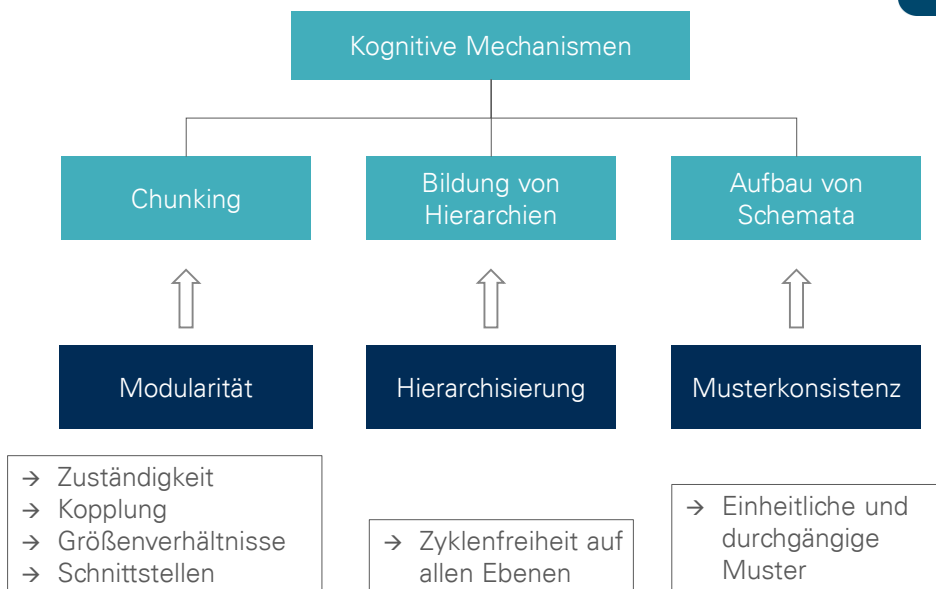 Kognitive Mechanismen
Chunking
Bildung von
Hierarchien
Aufbau von
Schemata
Modularität
Hierarchisierung
Musterkonsistenz
→ Zuständigkeit
→ Kopplung
→ Größenverhältnisse
→ Schnittstellen
→ Zyklenfreiheit auf
allen Ebenen
→ Einheitliche und
durchgängige
Muster